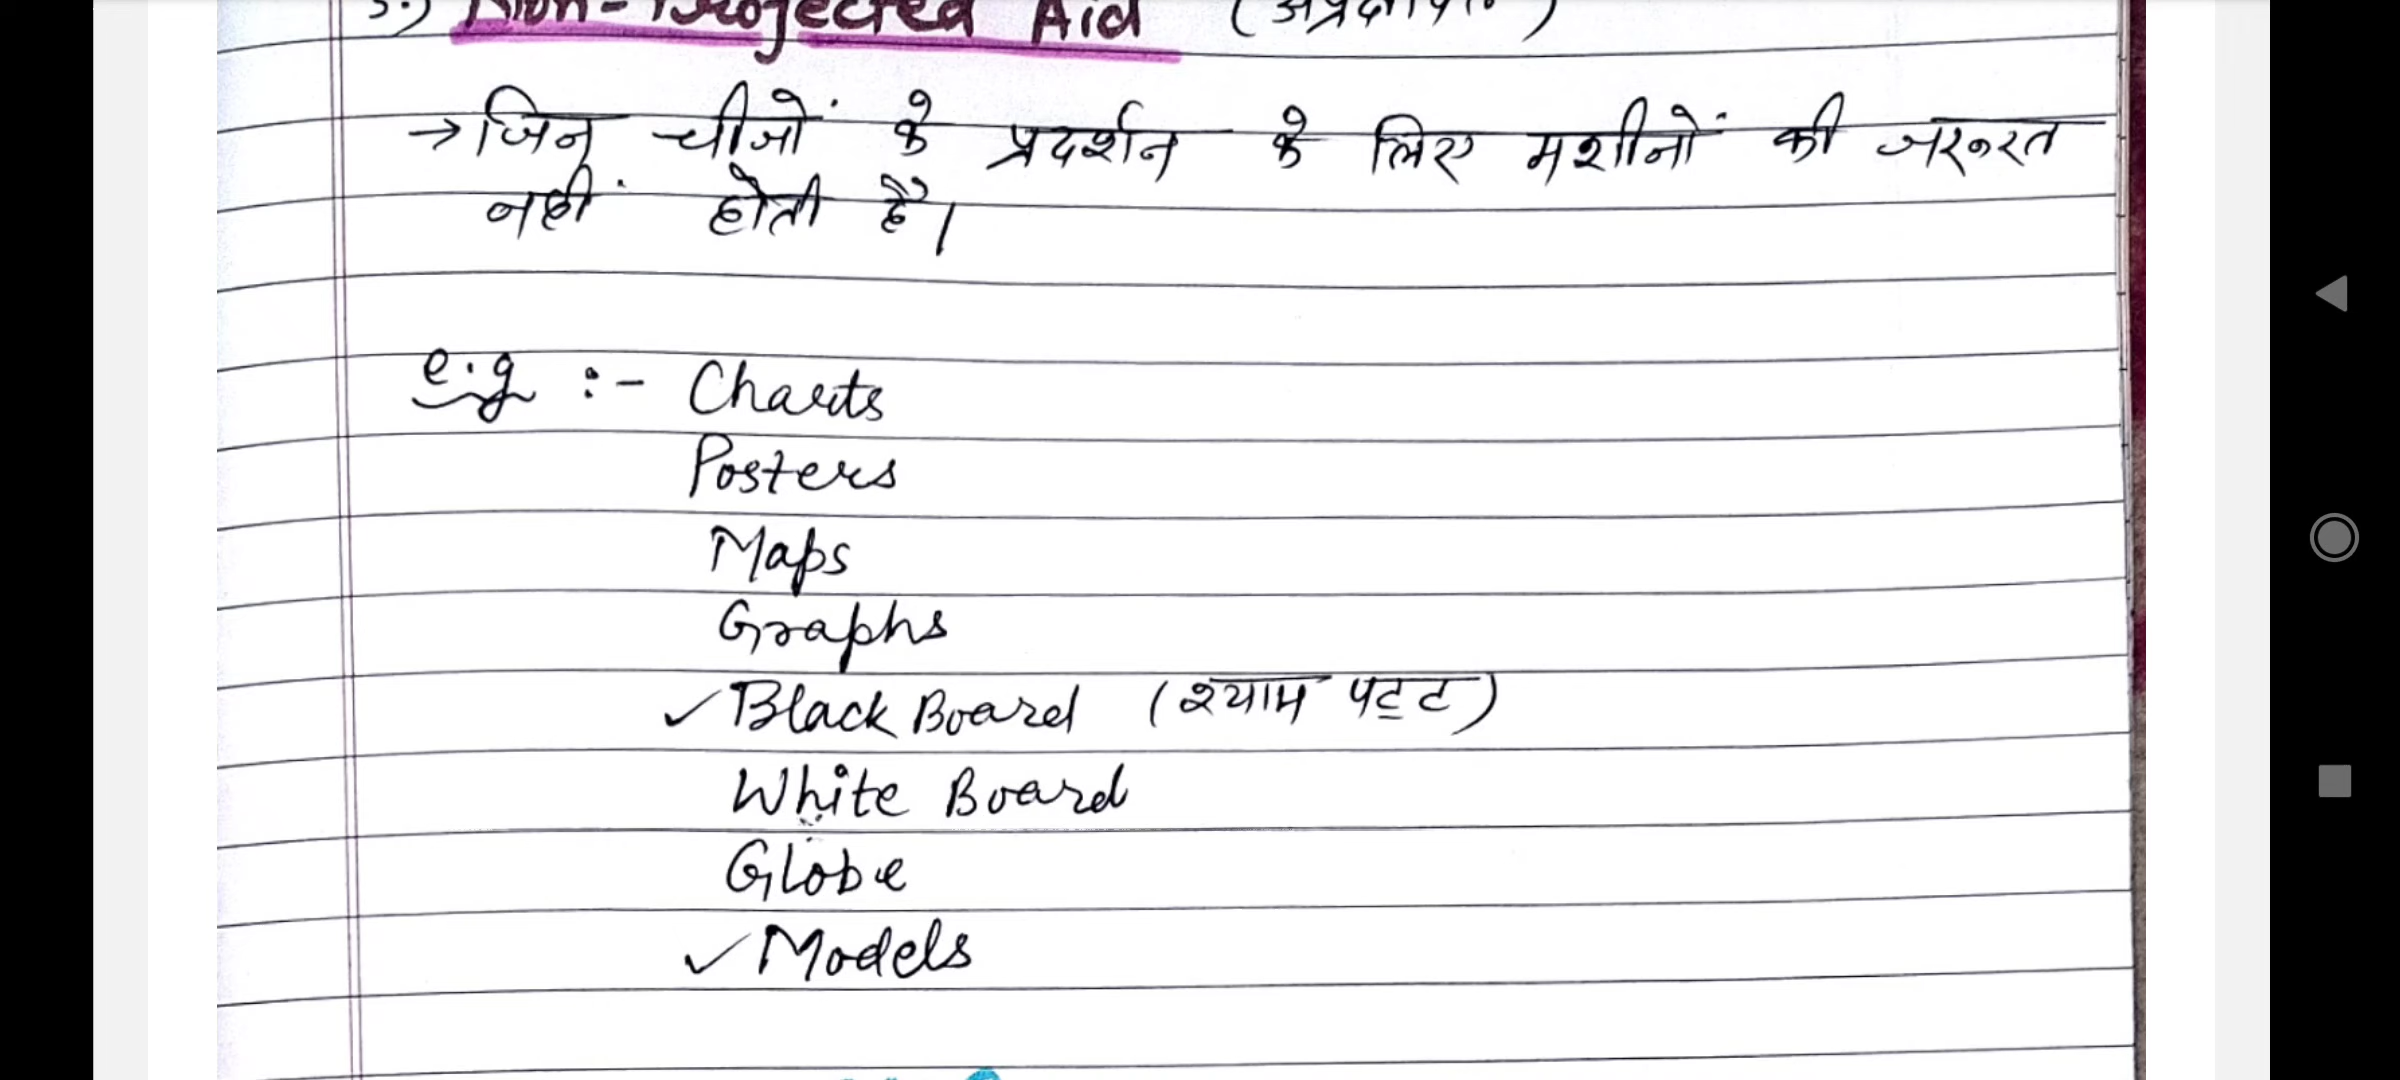 Non-Projected Aid
→ जिन चीजों के प्रदर्शन के लिए मशीनों की जरूरत
नहीं होती है।
e.g :- Charts
Posters
Maps
Graphs
✓ Black Board (श्याम पट्ट)
White Board
Globe
✓ Models